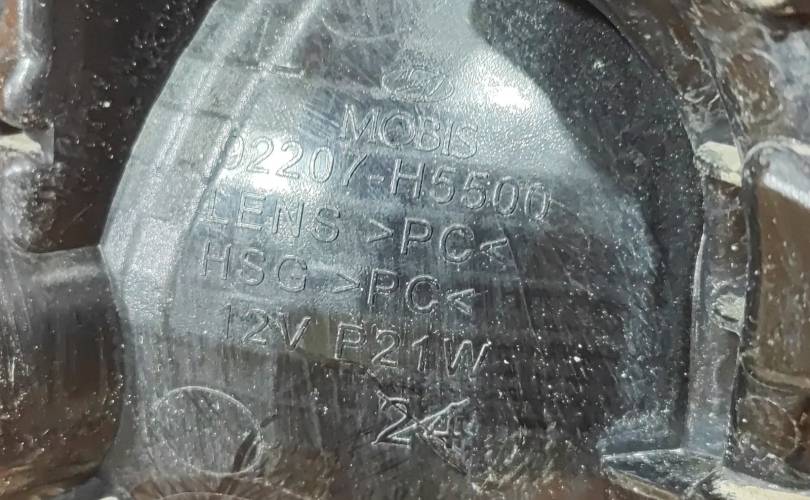 MOBIS
92207-H5500
LENS >PC<
HSG >PC<
12V P21W
24